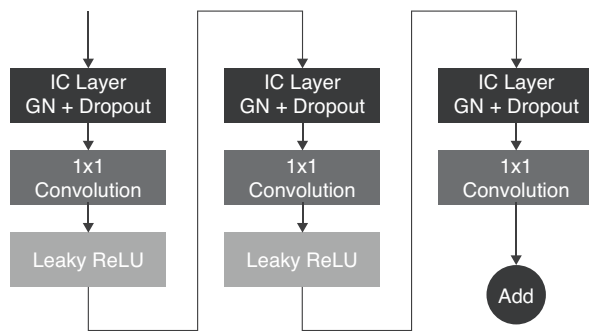 IC Layer
GN + Dropout
1x1
Convolution
Leaky ReLU
IC Layer
GN + Dropout
1x1
Convolution
Leaky ReLU
IC Layer
GN + Dropout
1x1
Convolution
Add